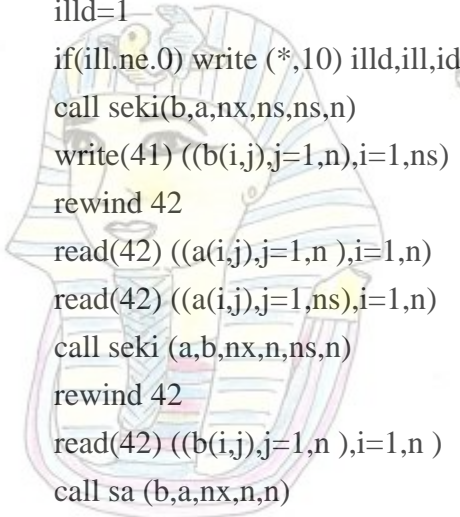 illd=1
if(ill.ne.0) write (*,10) illd,ill,id
call seki(b,a,nx,ns,ns,n)
write(41) ((b(i,j),j=1,n),i=1,ns)
rewind 42
read(42) ((a(i,j),j=1,n ),i=1,n)
read(42) ((a(i,j),j=1,ns),i=1,n)
call seki (a,b,nx,n,ns,n)
rewind 42
read(42) ((b(i,j),j=1,n ),i=1,n )
call sa (b,a,nx,n,n)